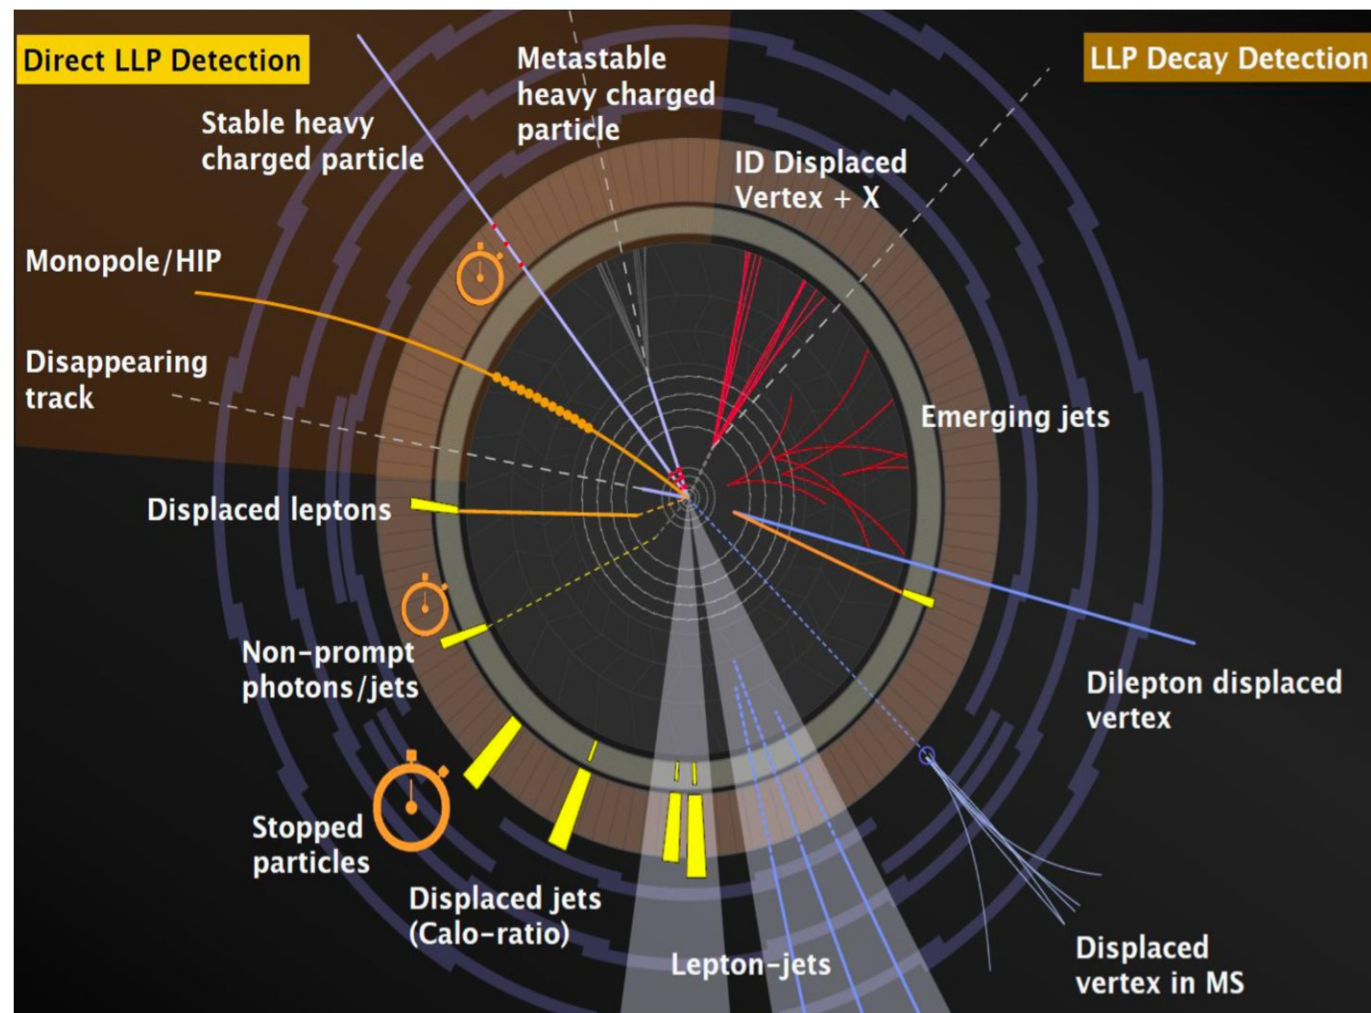 Direct LLP Detection
Metastable
heavy charged
particle
LLP Decay Detection
Stable heavy
charged particle
ID Displaced
Vertex + X
Monopole/HIP
Disappearing
track
Emerging jets
Displaced leptons
Non-prompt
photons/jets
Dilepton displaced
vertex
Stopped
particles
Displaced jets
(Calo-ratio)
Lepton-jets
Displaced
vertex in MS